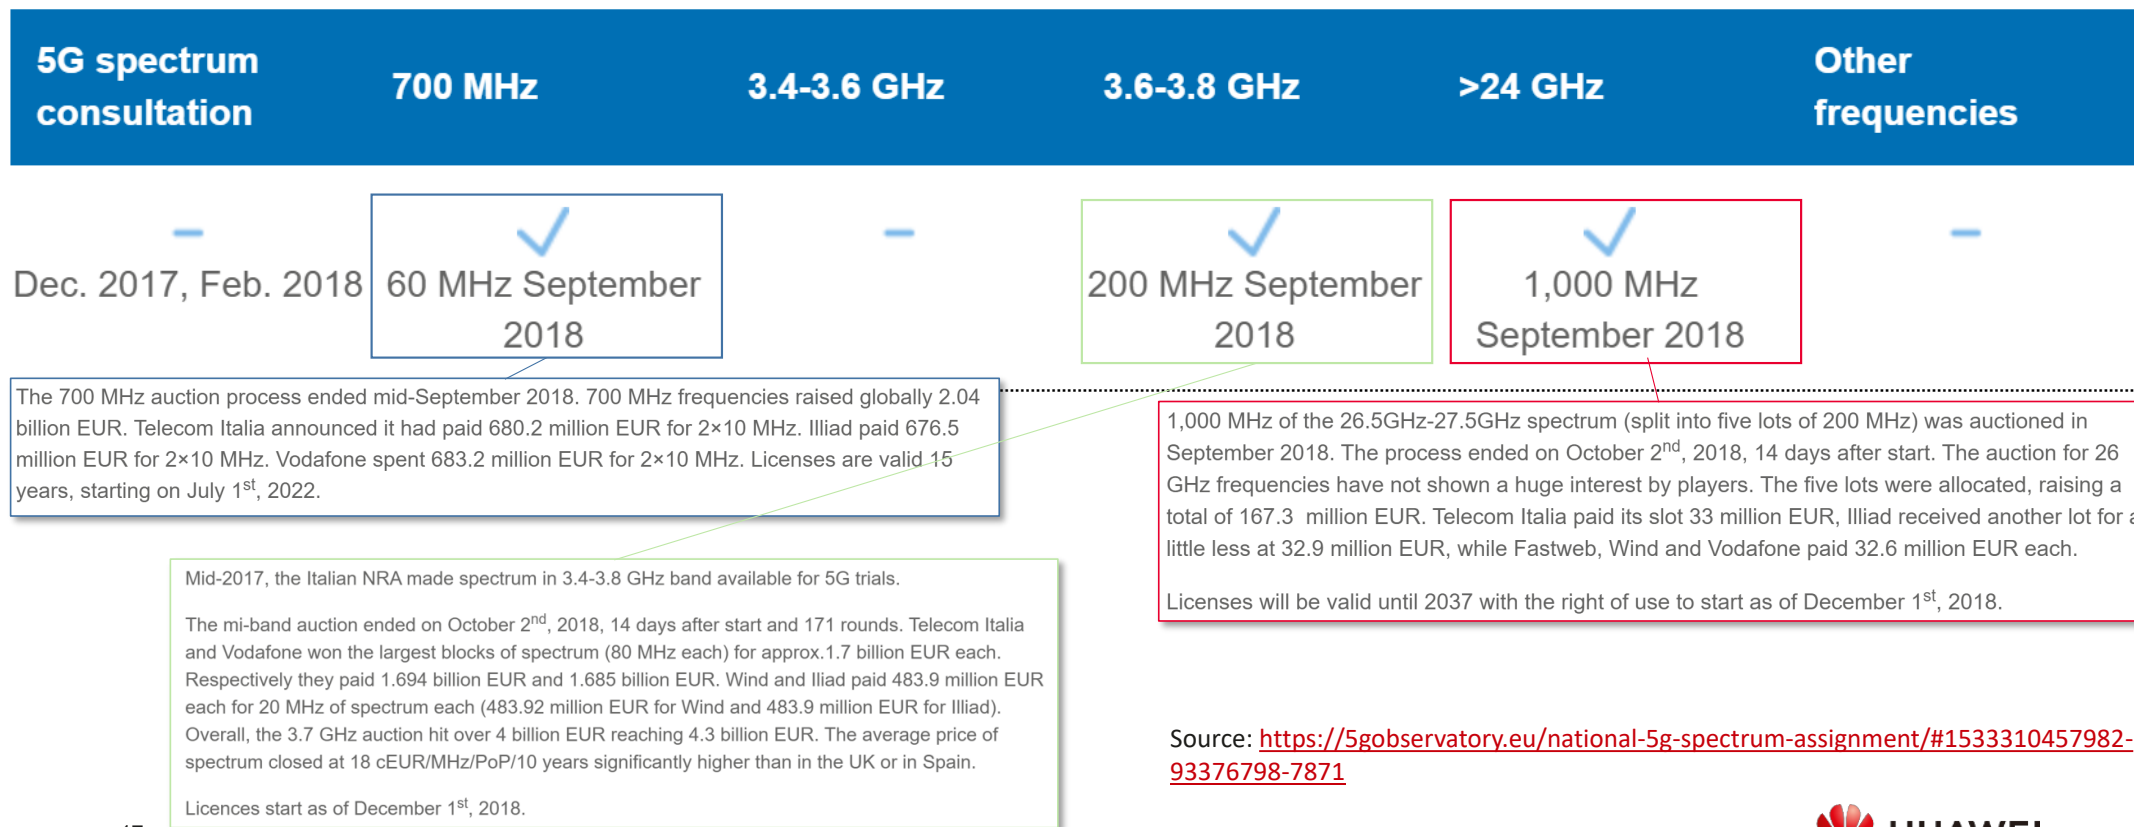 5G spectrum
consultation
700 MHz
3.4-3.6 GHz
3.6-3.8 GHz
>24 GHz
Other
frequencies
Dec. 2017, Feb. 2018
60 MHz September
2018
200 MHz September
2018
1,000 MHz
September 2018
The 700 MHz auction process ended mid-September 2018. 700 MHz frequencies raised globally 2.04
billion EUR. Telecom Italia announced it had paid 680.2 million EUR for 2×10 MHz. Illiad paid 676.5
million EUR for 2×10 MHz. Vodafone spent 683.2 million EUR for 2×10 MHz. Licenses are valid 15
years, starting on July 1st, 2022.
1,000 MHz of the 26.5GHz-27.5GHz spectrum (split into five lots of 200 MHz) was auctioned in
September 2018. The process ended on October 2nd, 2018, 14 days after start. The auction for 26
GHz frequencies have not shown a huge interest by players. The five lots were allocated, raising a
total of 167.3 million EUR. Telecom Italia paid its slot 33 million EUR, Illiad received another lot for a
little less at 32.9 million EUR, while Fastweb, Wind and Vodafone paid 32.6 million EUR each.
Licenses will be valid until 2037 with the right of use to start as of December 1st, 2018.
Mid-2017, the Italian NRA made spectrum in 3.4-3.8 GHz band available for 5G trials.
The mi-band auction ended on October 2nd, 2018, 14 days after start and 171 rounds. Telecom Italia
and Vodafone won the largest blocks of spectrum (80 MHz each) for approx.1.7 billion EUR each.
Respectively they paid 1.694 billion EUR and 1.685 billion EUR. Wind and Iliad paid 483.9 million EUR
each for 20 MHz of spectrum each (483.92 million EUR for Wind and 483.9 million EUR for Illiad).
Overall, the 3.7 GHz auction hit over 4 billion EUR reaching 4.3 billion EUR. The average price of
spectrum closed at 18 cEUR/MHz/PoP/10 years significantly higher than in the UK or in Spain.
Licences start as of December 1st, 2018.
Source: https://5gobservatory.eu/national-5g-spectrum-assignment/#1533310457982-
93376798-7871
HUAWEI